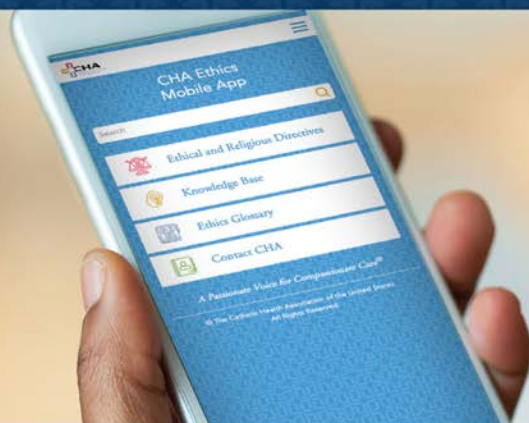 CHA
CHA Ethics
Mobile App
Search
Ethical and Religious Directives
Knowledge Base
Ethics Glossary
Contact CHA
A Passionate Voice for Compassionate Care®
© The Catholic Health Association of the United States
All Rights Reserved.